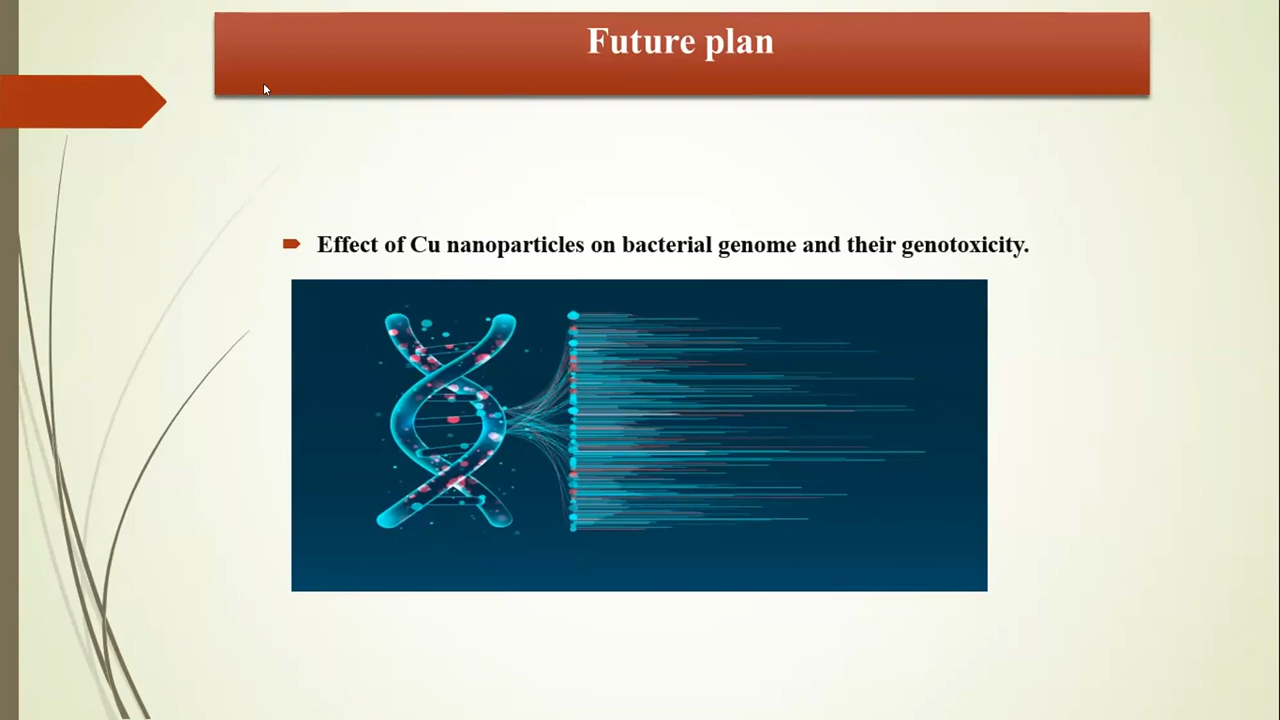 Future plan
Effect of Cu nanoparticles on bacterial genome and their genotoxicity.